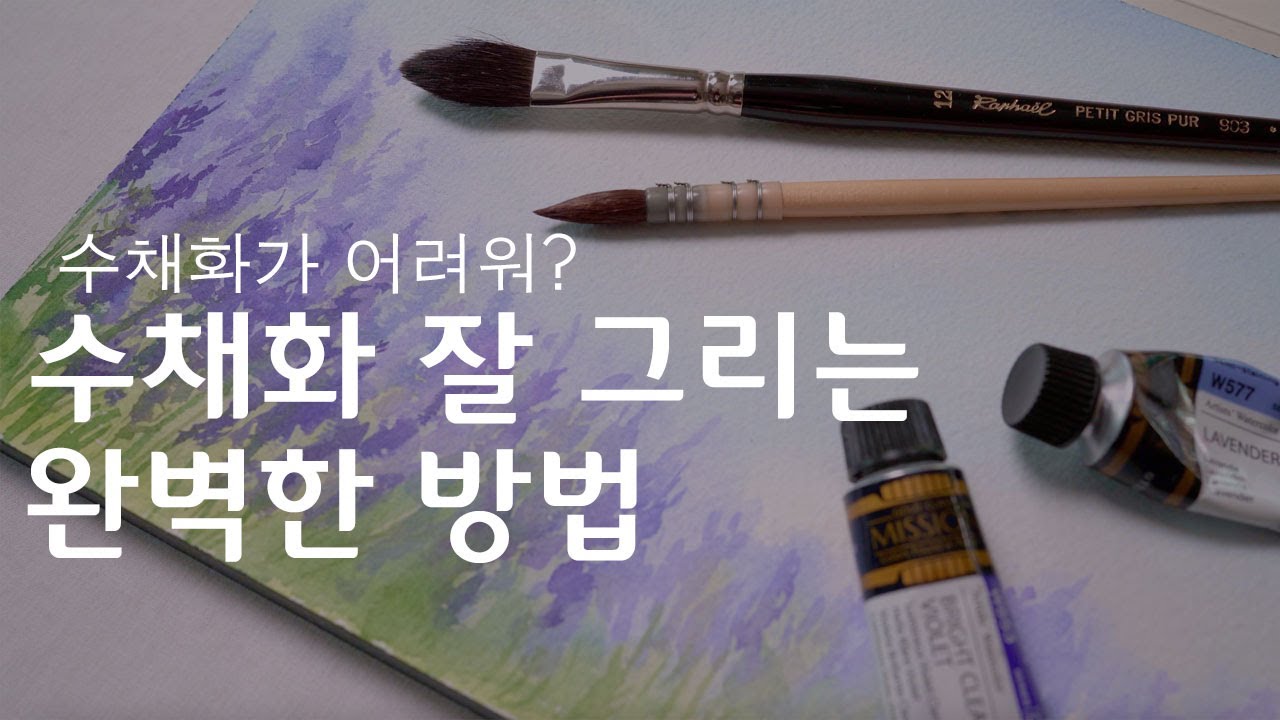 12 Raphaël PETIT GRIS PUR 903
수채화가 어려워?
수채화 잘 그리는
완벽한 방법
W577
Artists' Watercolor
LAVENDER
MISSION
BRIGHT CLEAR
VIOLET